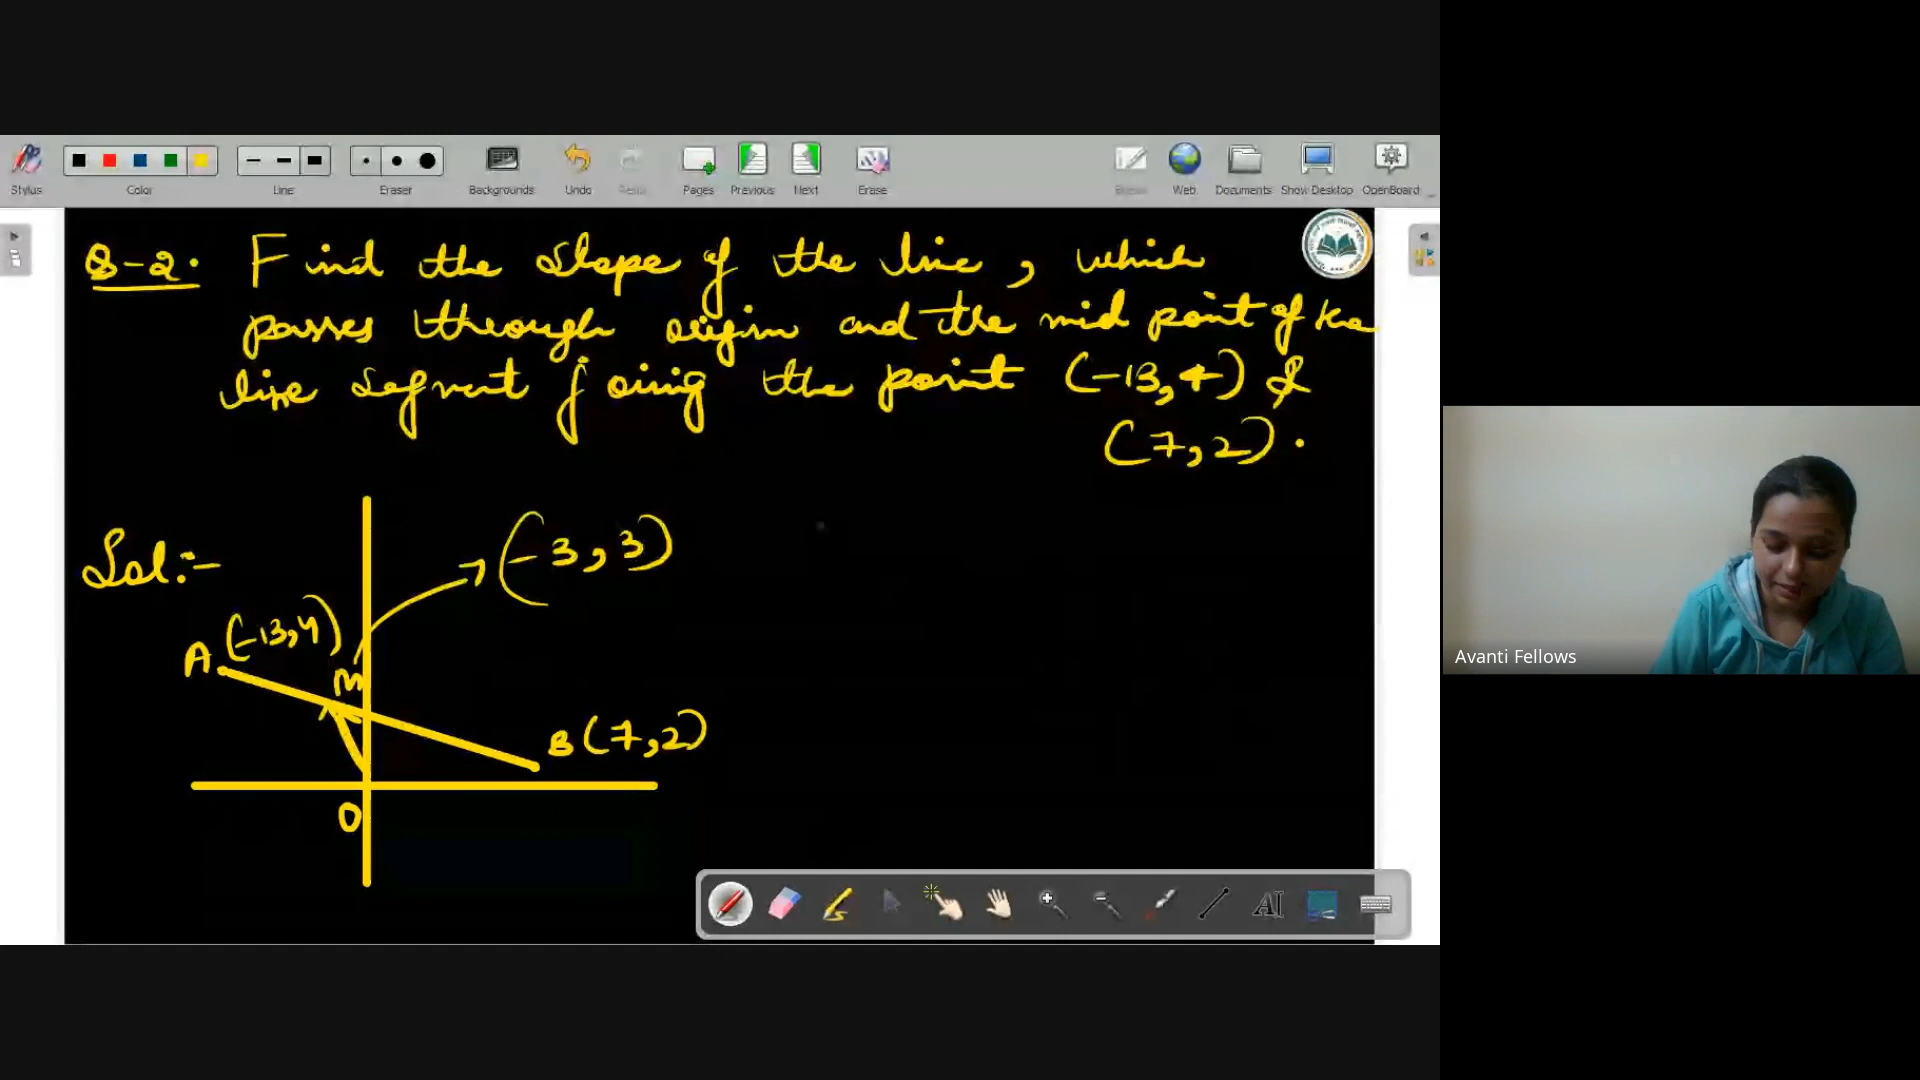 Stylus Color Line Eraser Backgrounds Undo Pages Previous Next Erase Web Documents Show Desktop OpenBoard
Q-2. Find the slope of the line, which
passes through origin and the mid point of the
line segment joining the point (-13,4) &
(7,2).
Sol:-
(-3,3)
A (-13,4)
M
B (7,2)
O
Avanti Fellows